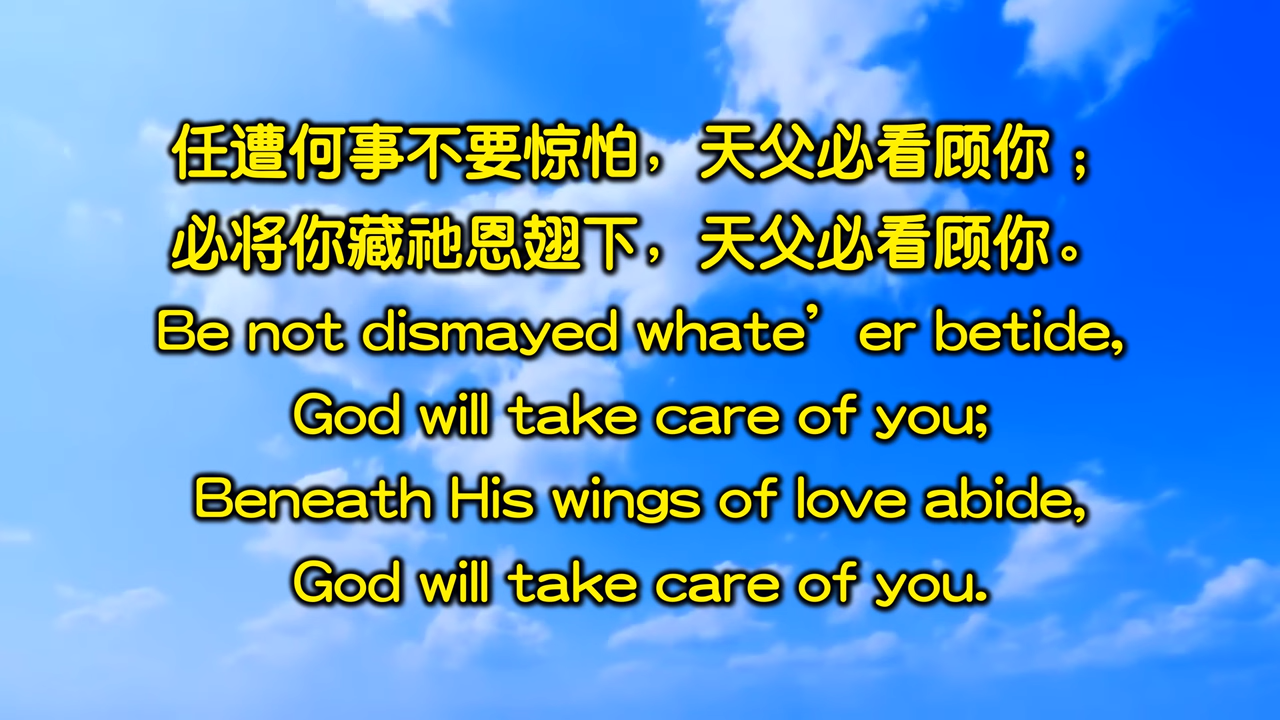 任遭何事不要惊怕，天父必看顾你；
必将你藏祂恩翅下，天父必看顾你。
Be not dismayed whate’er betide,
God will take care of you;
Beneath His wings of love abide,
God will take care of you.